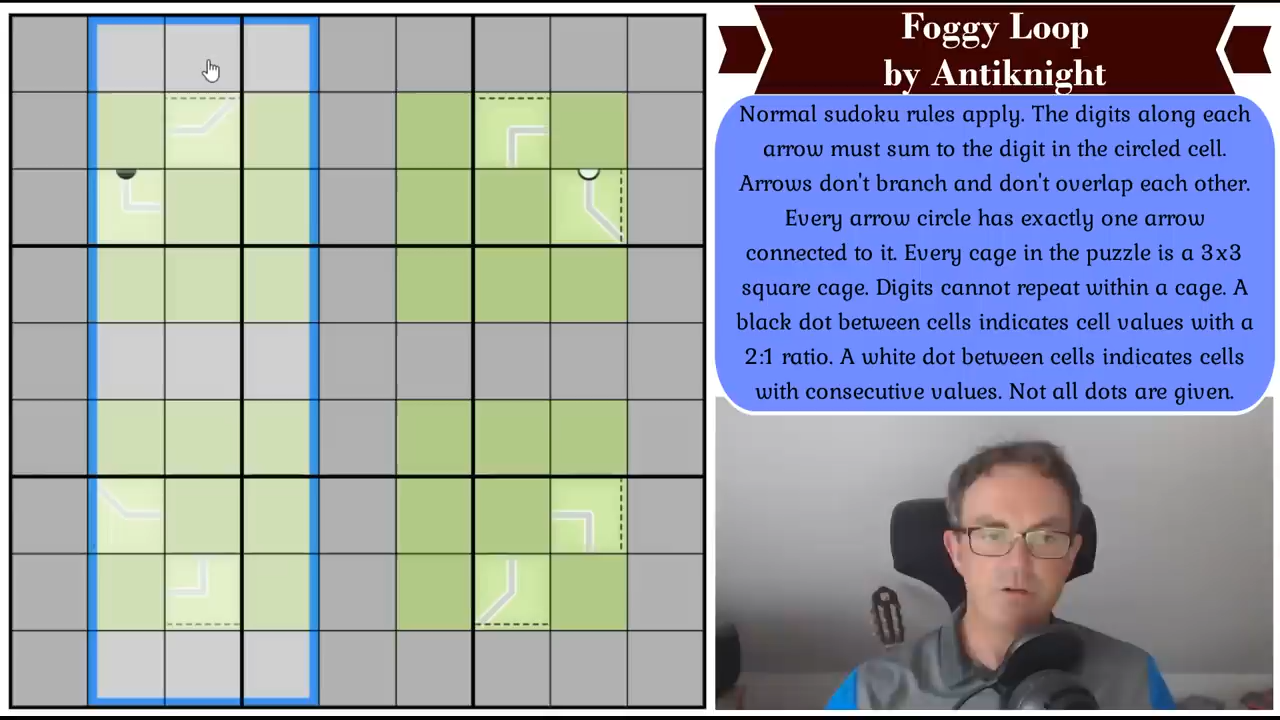 Foggy Loop
by Antiknight
Normal sudoku rules apply. The digits along each
arrow must sum to the digit in the circled cell.
Arrows don't branch and don't overlap each other.
Every arrow circle has exactly one arrow
connected to it. Every cage in the puzzle is a 3x3
square cage. Digits cannot repeat within a cage. A
black dot between cells indicates cell values with a
2:1 ratio. A white dot between cells indicates cells
with consecutive values. Not all dots are given.